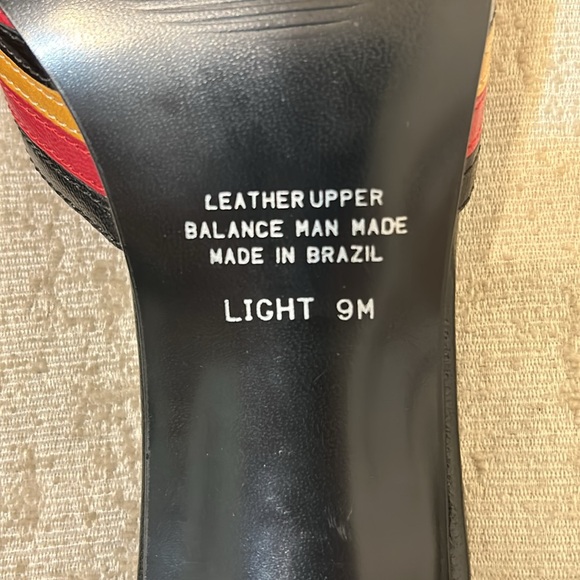 LEATHER UPPER
BALANCE MAN MADE
MADE IN BRAZIL
LIGHT 9M